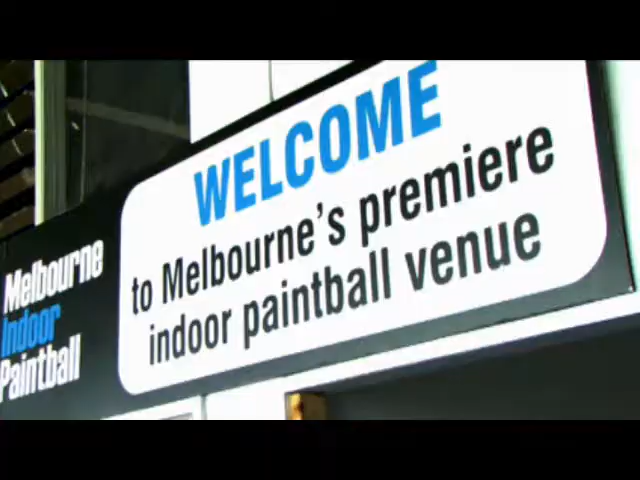 WELCOME
to Melbourne's premiere
indoor paintball venue
Melbourne
Indoor
Paintball